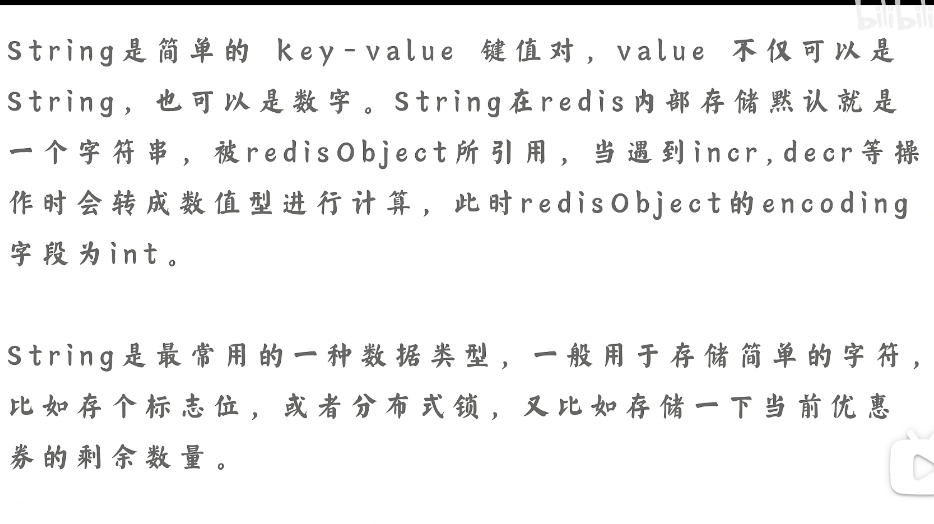 bilibili
String是简单的 key-value 键值对，value 不仅可以是
String，也可以是数字。String在redis内部存储默认就是
一个字符串，被redisObject所引用，当遇到incr,decr等操
作时会转成数值型进行计算，此时redisObject的encoding
字段为int。
String是最常用的一种数据类型，一般用于存储简单的字符，
比如存个标志位，或者分布式锁，又比如存储一下当前优惠
券的剩余数量。